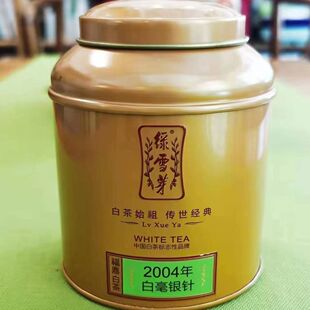 绿雪芽®
白茶始祖 传世经典
Lv Xue Ya
WHITE TEA
中国白茶标志性品牌
福鼎白茶
2004年
白毫银针